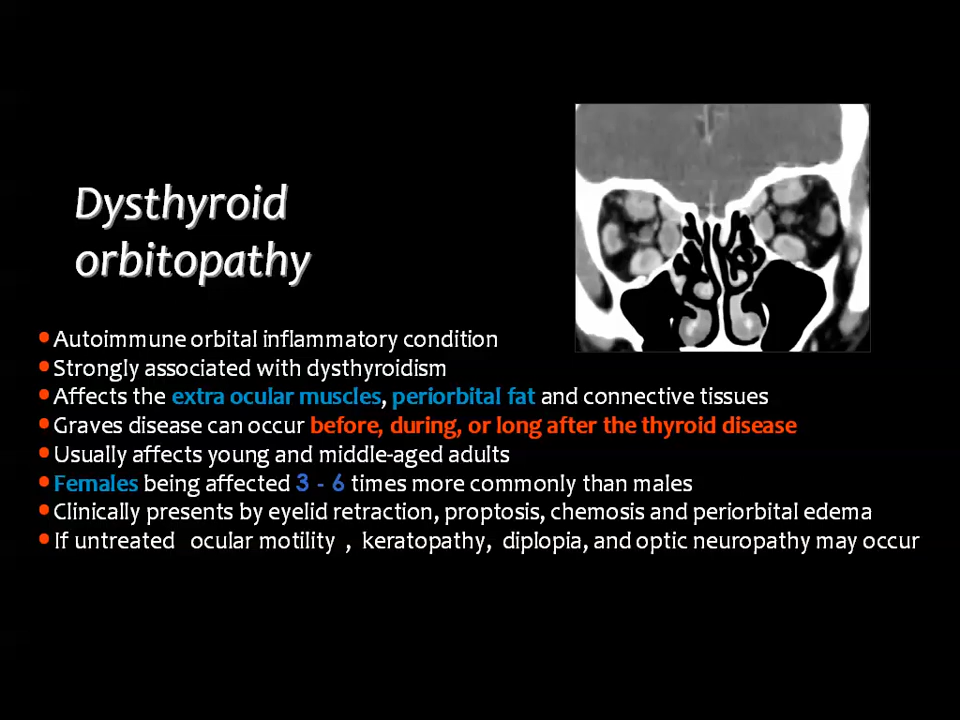 Dysthyroid
orbitopathy
•Autoimmune orbital inflammatory condition
•Strongly associated with dysthyroidism
•Affects the extra ocular muscles, periorbital fat and connective tissues
•Graves disease can occur before, during, or long after the thyroid disease
•Usually affects young and middle-aged adults
•Females being affected 3 - 6 times more commonly than males
•Clinically presents by eyelid retraction, proptosis, chemosis and periorbital edema
•If untreated ocular motility , keratopathy, diplopia, and optic neuropathy may occur